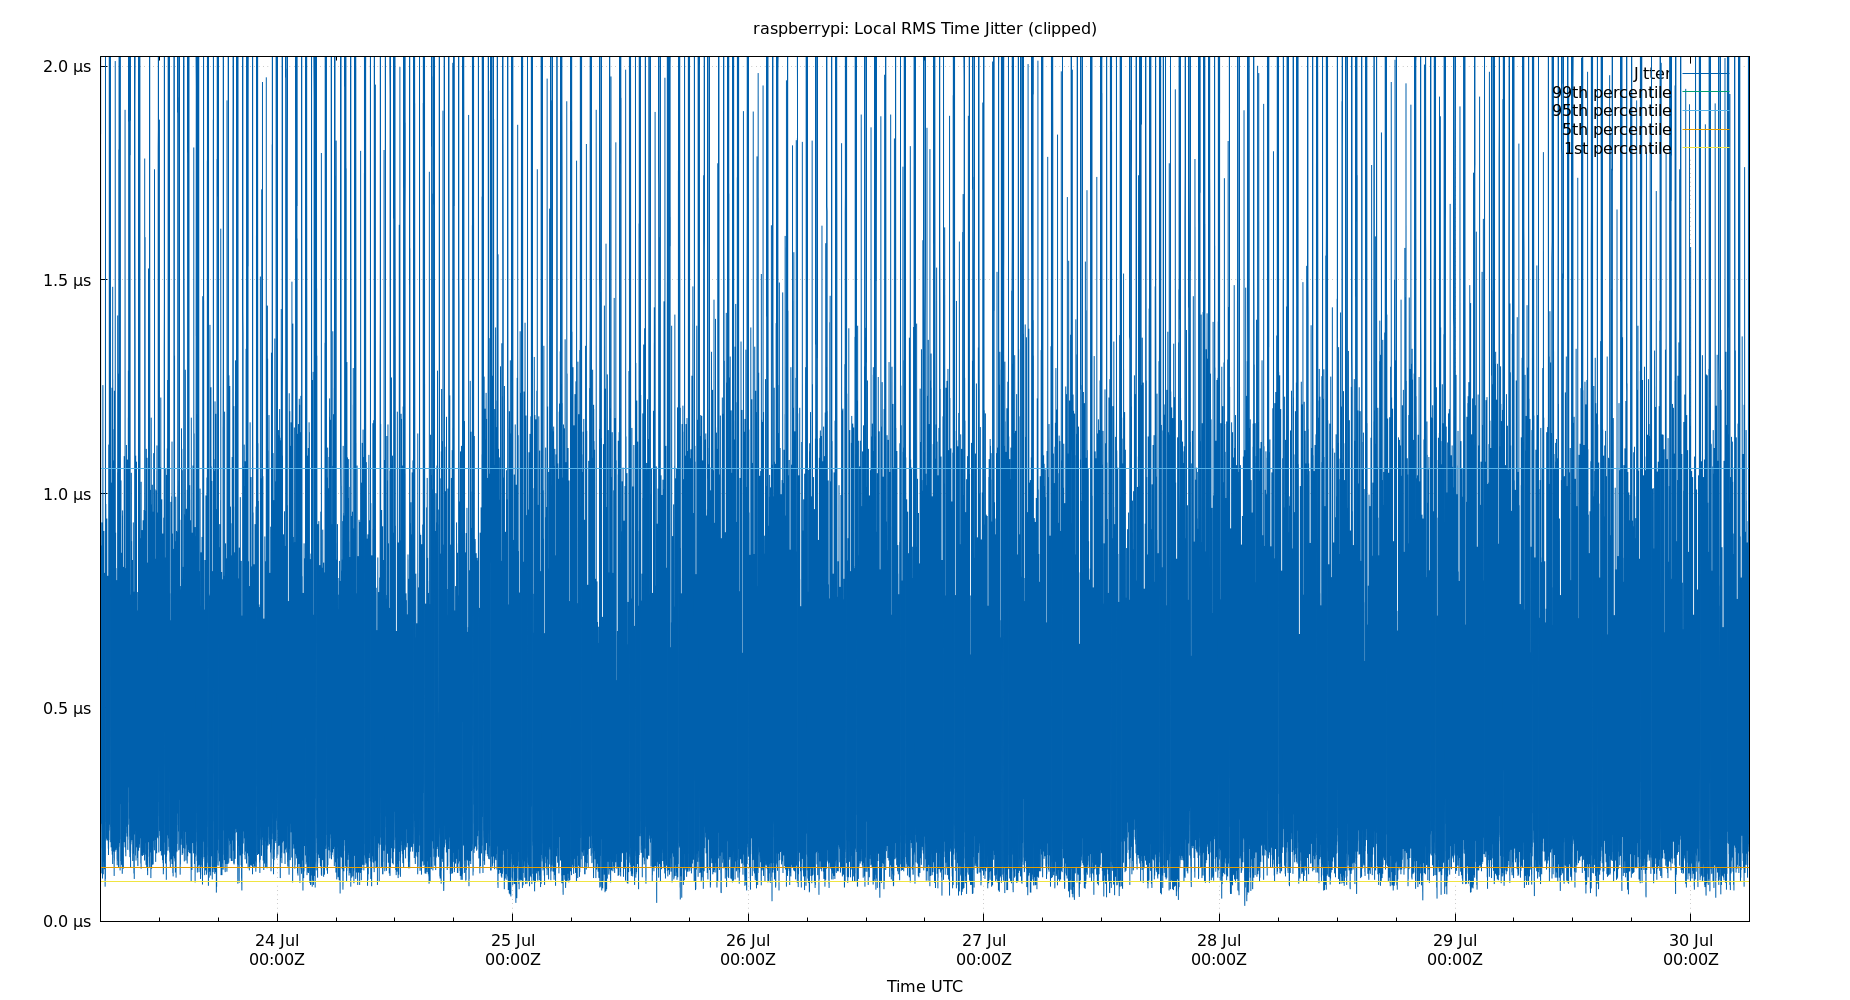 raspberrypi: Local RMS Time Jitter (clipped)
2.0 µs
1.5 µs
1.0 µs
0.5 µs
0.0 µs
Jitter
99th percentile
95th percentile
5th percentile
1st percentile
24 Jul
00:00Z
25 Jul
00:00Z
26 Jul
00:00Z
27 Jul
00:00Z
28 Jul
00:00Z
29 Jul
00:00Z
30 Jul
00:00Z
Time UTC